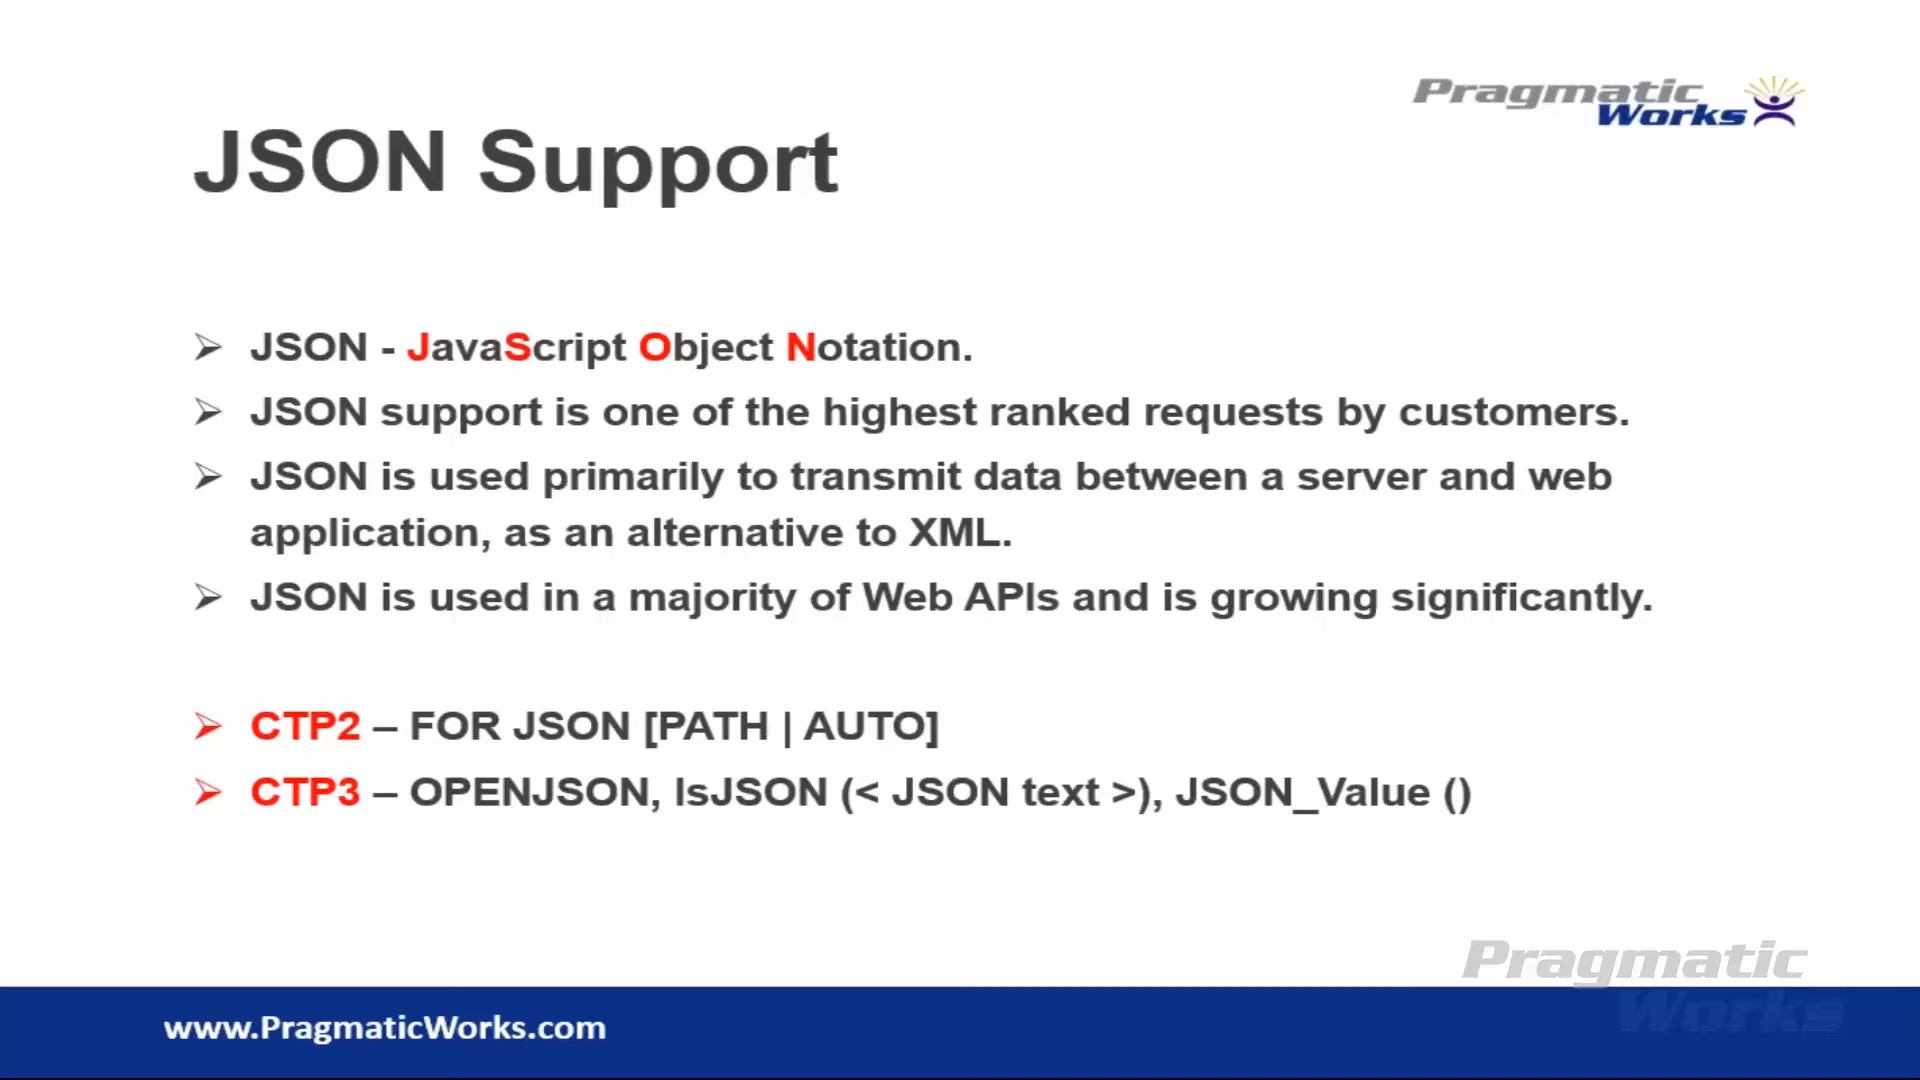 Pragmatic
Works
JSON Support
➢ JSON - JavaScript Object Notation.
➢ JSON support is one of the highest ranked requests by customers.
➢ JSON is used primarily to transmit data between a server and web
application, as an alternative to XML.
➢ JSON is used in a majority of Web APIs and is growing significantly.
➢ CTP2 – FOR JSON [PATH | AUTO]
➢ CTP3 – OPENJSON, IsJSON (< JSON text >), JSON_Value ()
Pragmatic
Works
www.PragmaticWorks.com